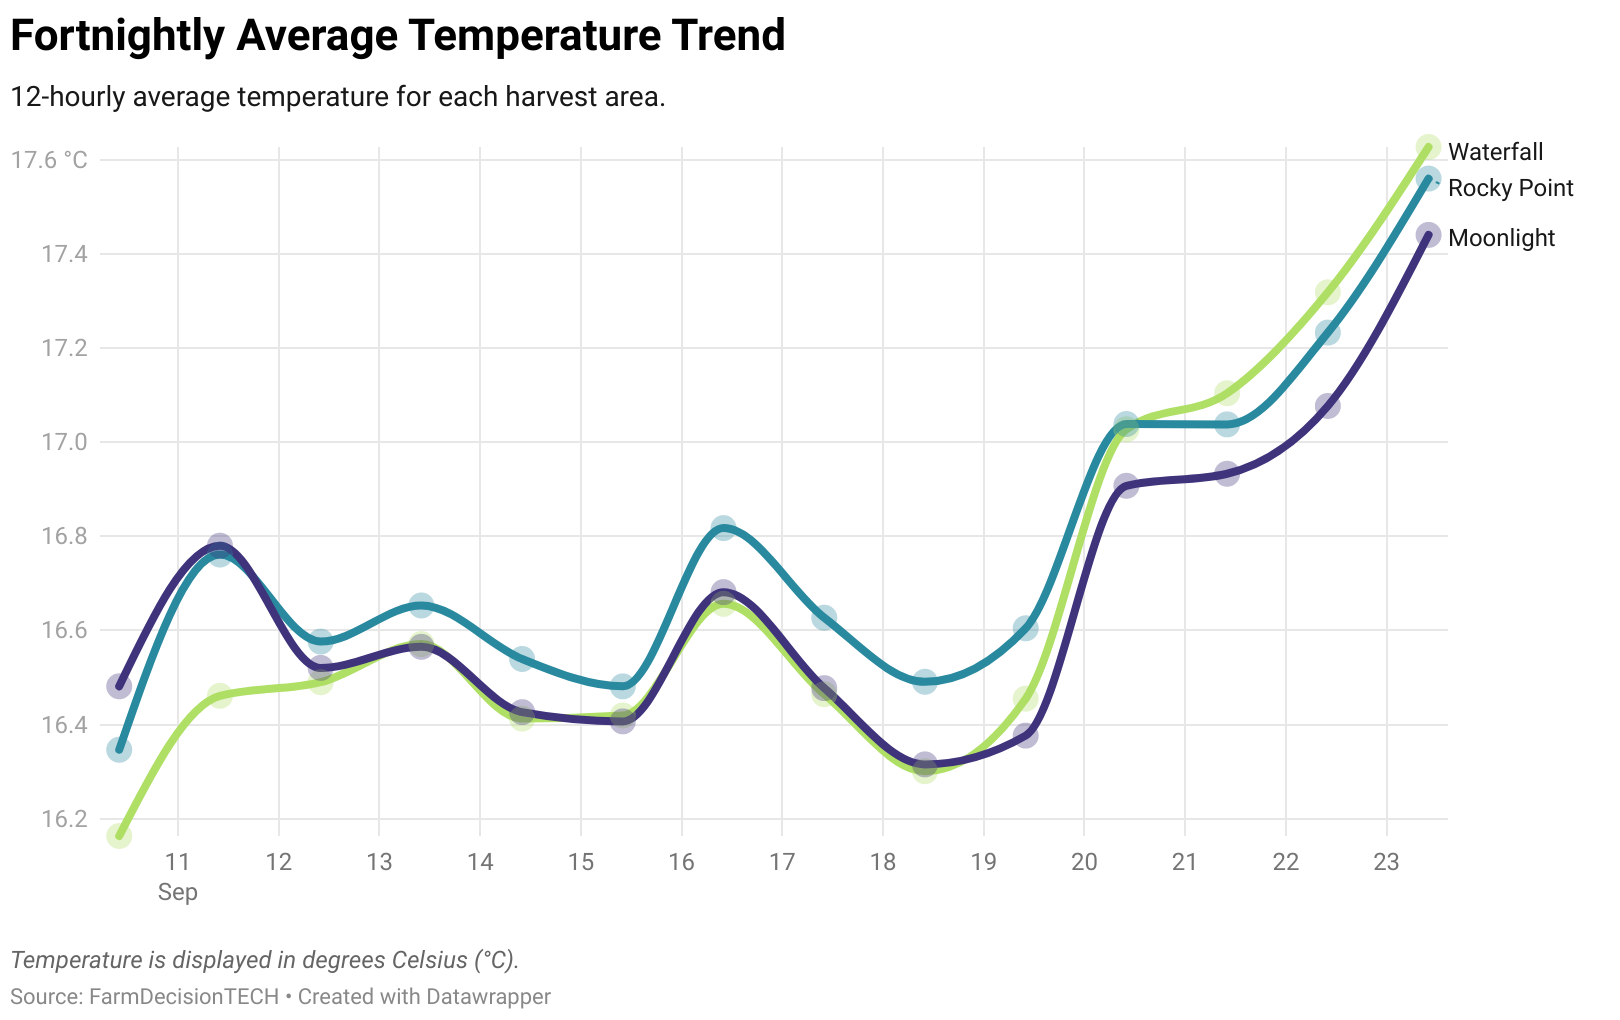 Fortnightly Average Temperature Trend
12-hourly average temperature for each harvest area.
17.6 °C
17.4
17.2
17.0
16.8
16.6
16.4
16.2
Waterfall
Rocky Point
Moonlight
11 12 13 14 15 16 17 18 19 20 21 22 23
Sep
Temperature is displayed in degrees Celsius (°C).
Source: FarmDecisionTECH • Created with Datawrapper